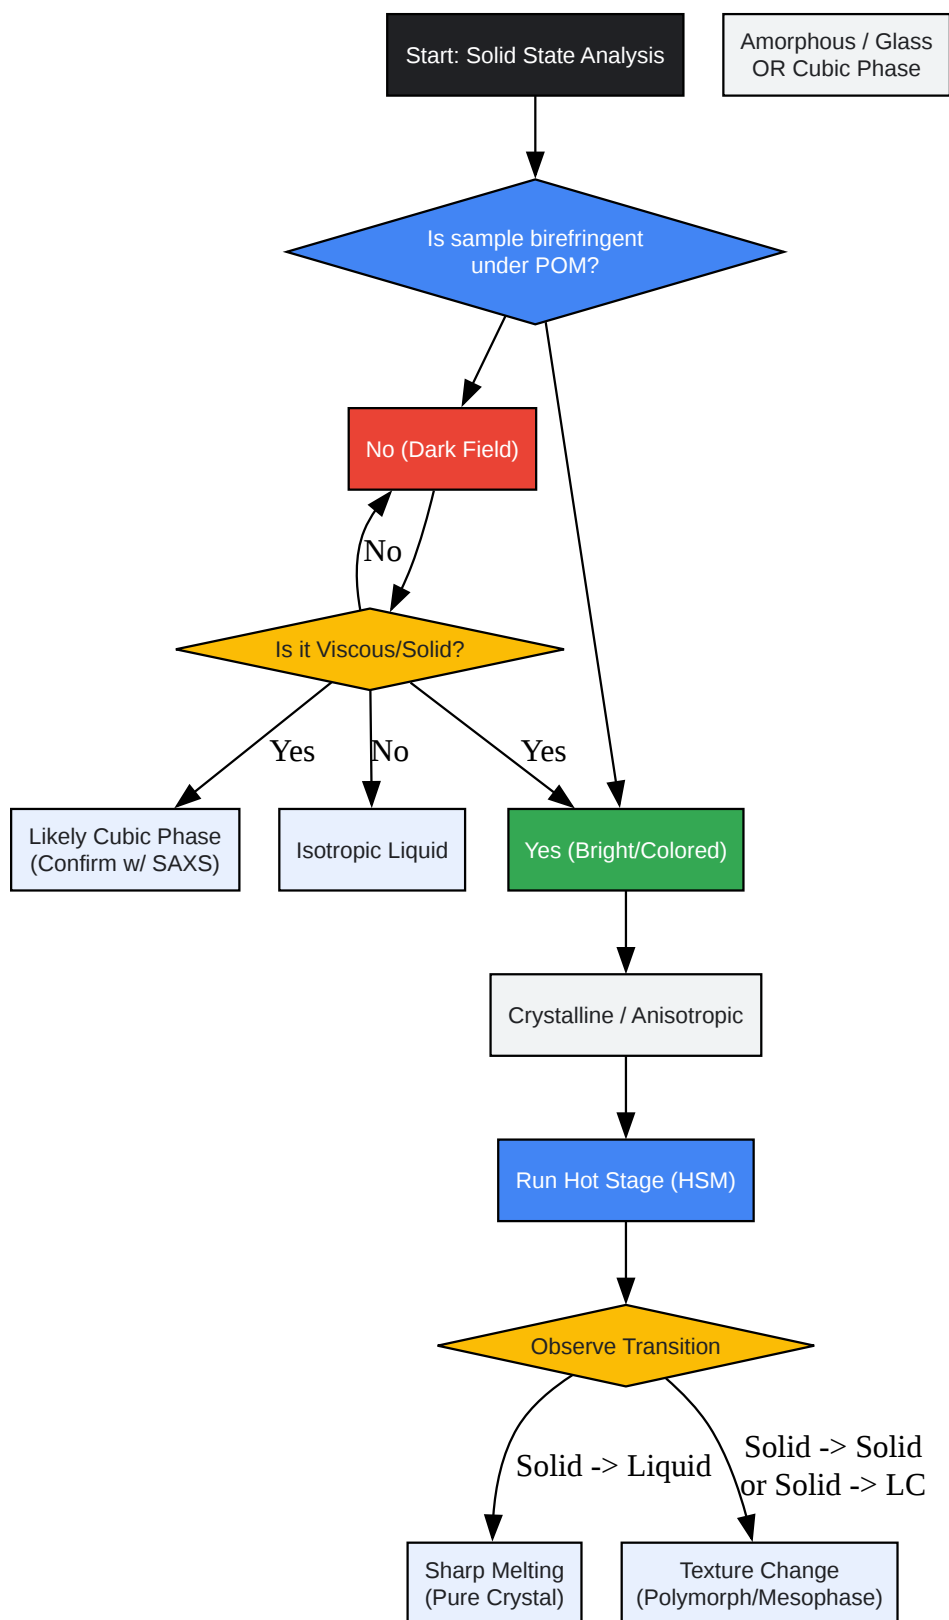 Start: Solid State Analysis
Amorphous / Glass
OR Cubic Phase
Is sample birefringent
under POM?
No (Dark Field)
No
Is it Viscous/Solid?
Yes
No
Yes
Likely Cubic Phase
(Confirm w/ SAXS)
Isotropic Liquid
Yes (Bright/Colored)
Crystalline / Anisotropic
Run Hot Stage (HSM)
Observe Transition
Solid -> Liquid
Solid -> Solid
or Solid -> LC
Sharp Melting
(Pure Crystal)
Texture Change
(Polymorph/Mesophase)